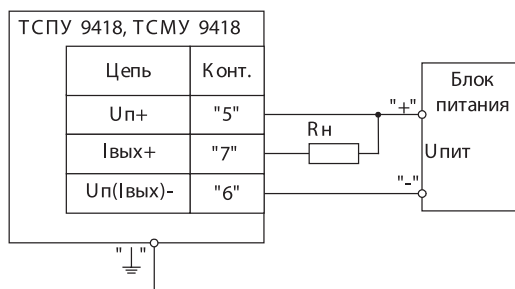 ТСПУ 9418, ТСМУ 9418
Цепь Конт.
Uп+ "5"
Iвых+ "7"
Uп(Iвых)- "6"
Rн
"+"
"-"
Блок
питания
Uпит
" "